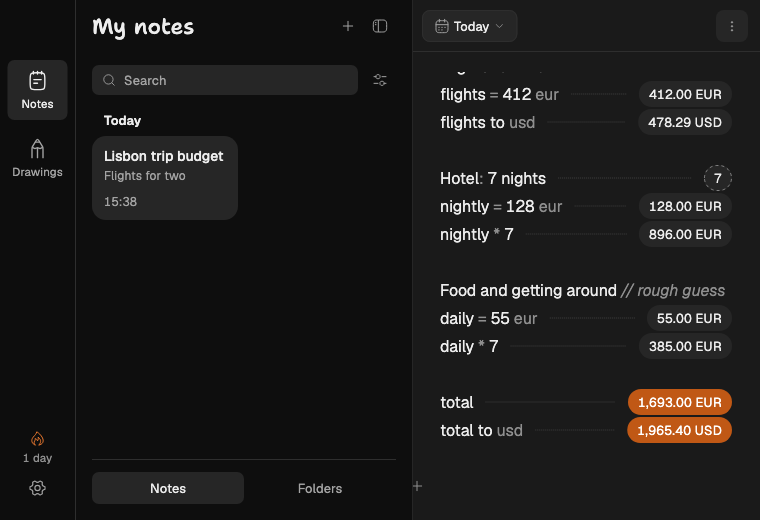 My notes
Search
Today
Lisbon trip budget
Flights for two
15:38
Notes
Drawings
1 day
Notes
Folders
Today
flights = 412 eur 412.00 EUR
flights to usd 478.29 USD
Hotel: 7 nights 7
nightly = 128 eur 128.00 EUR
nightly * 7 896.00 EUR
Food and getting around // rough guess
daily = 55 eur 55.00 EUR
daily * 7 385.00 EUR
total 1,693.00 EUR
total to usd 1,965.40 USD